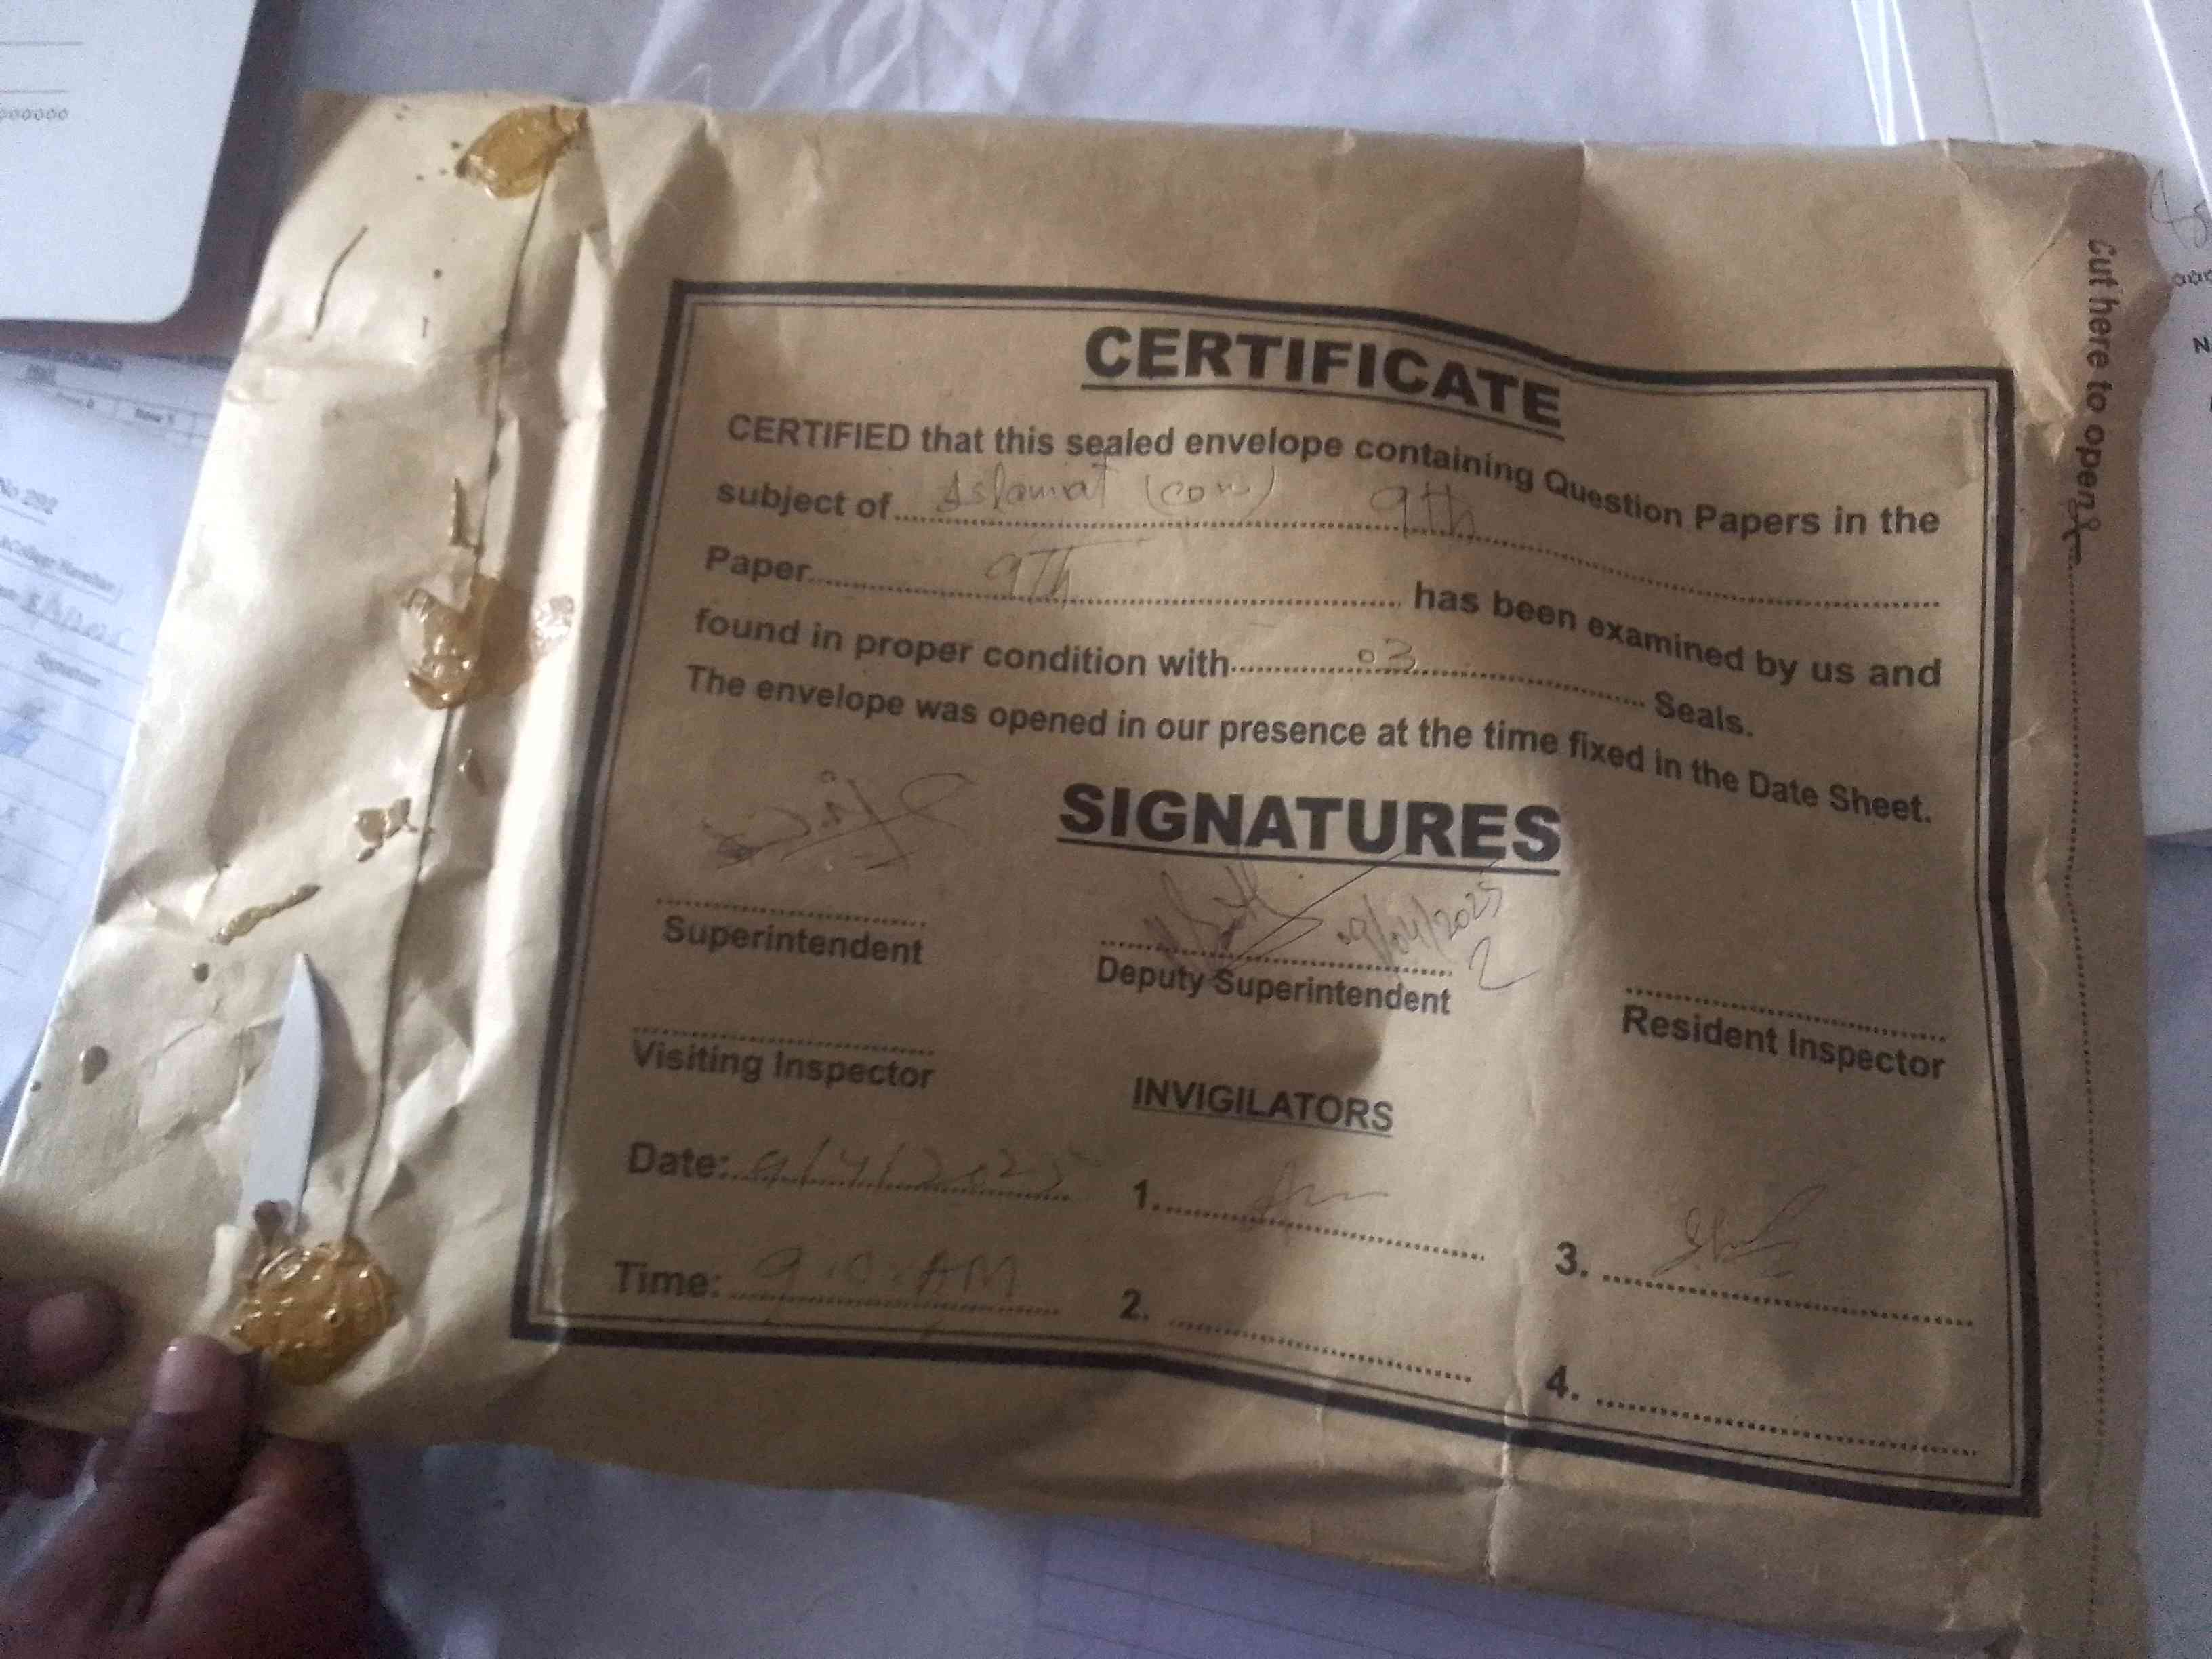 CERTIFICATE
CERTIFIED that this sealed envelope containing Question Papers in the
subject of Islamiat (com) 9th
Paper 9th has been examined by us and
found in proper condition with 03 Seals.
The envelope was opened in our presence at the time fixed in the Date Sheet.
SIGNATURES
09/04/2025
Superintendent
Deputy Superintendent
Resident Inspector
Visiting Inspector
INVIGILATORS
Date: 9/4/2025
1.
3.
Time: 9.0.AM
2.
4.
Cut here to open
No 292
Signature